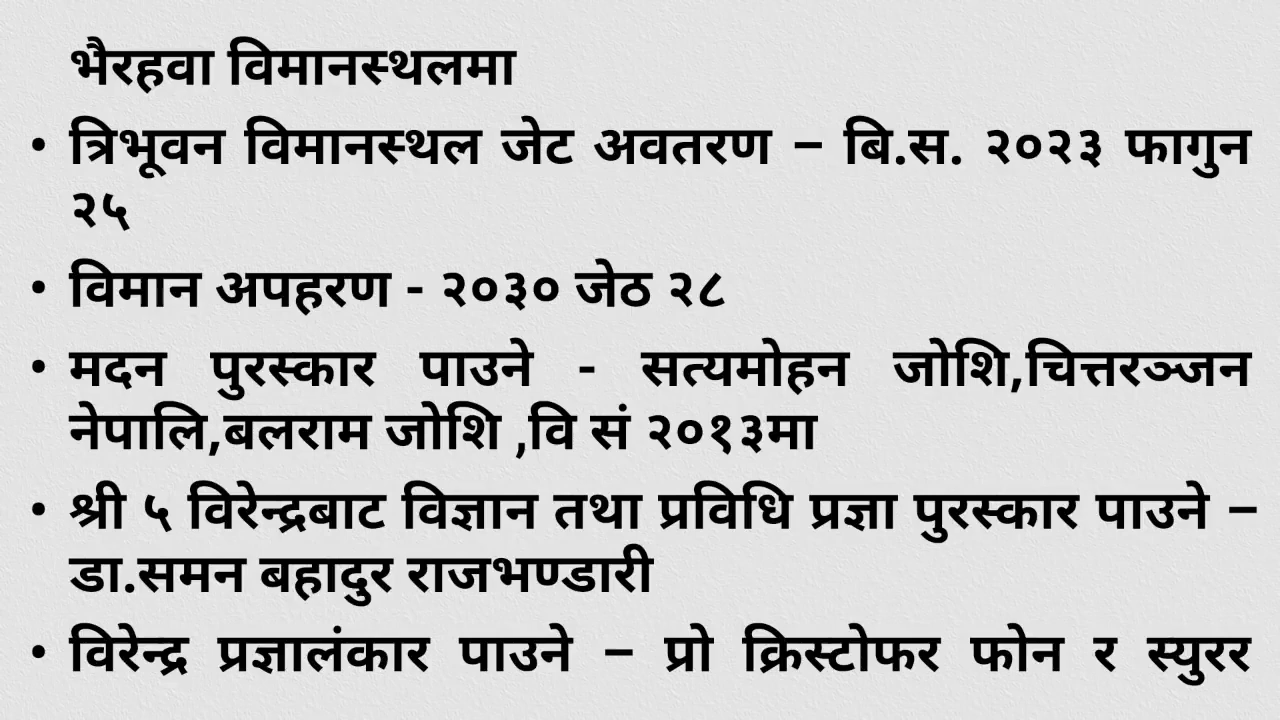 भैरहवा विमानस्थलमा
• त्रिभूवन विमानस्थल जेट अवतरण – बि.स. २०२३ फागुन
२५
• विमान अपहरण - २०३० जेठ २८
• मदन पुरस्कार पाउने - सत्यमोहन जोशि,चित्तरञ्जन
नेपालि,बलराम जोशि ,वि सं २०१३मा
• श्री ५ विरेन्द्रबाट विज्ञान तथा प्रविधि प्रज्ञा पुरस्कार पाउने –
डा.समन बहादुर राजभण्डारी
• विरेन्द्र प्रज्ञालंकार पाउने – प्रो क्रिस्टोफर फोन र स्युरर